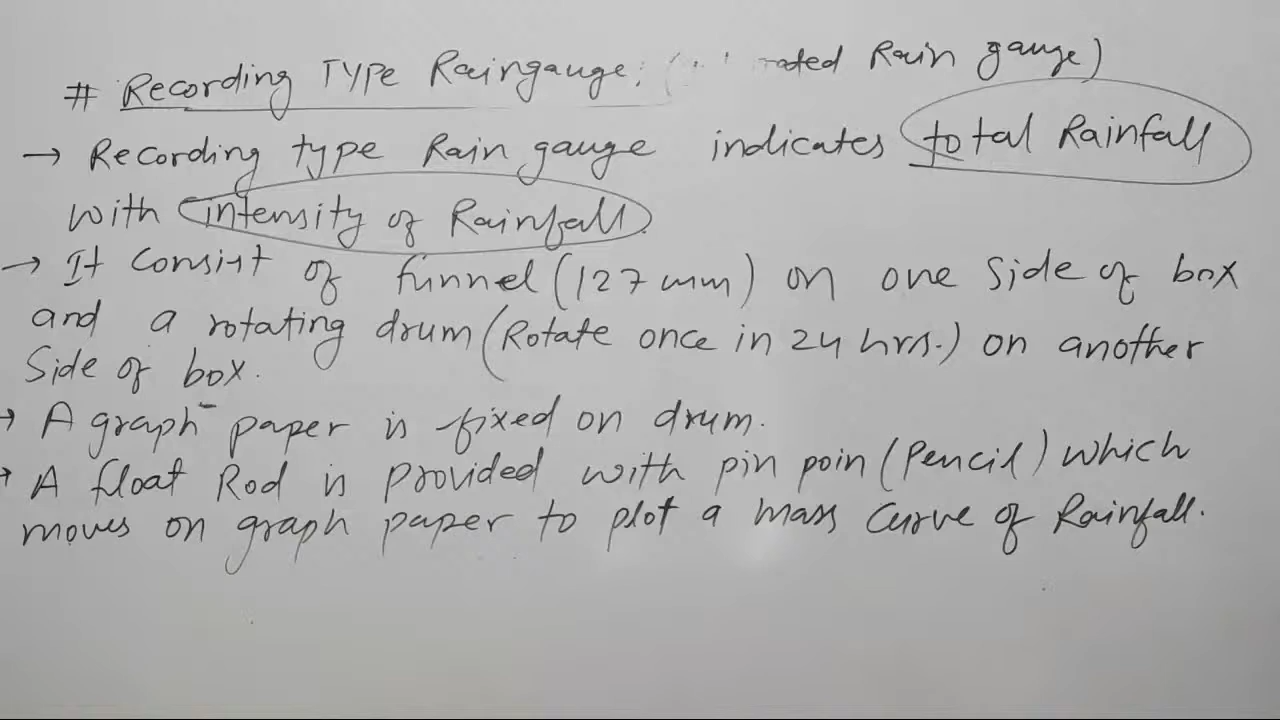 # Recording TYPE Raingauge: ( rated Rain gauge)
→ Recording type Rain gauge indicates total Rainfall
with intensity of Rainfall
→ It consist of funnel (127 mm) on one side of box
and a rotating drum (Rotate once in 24 hrs.) on another
Side of box.
→ A graph paper is fixed on drum.
→ A float Rod is provided with pin poin (Pencil) which
moves on graph paper to plot a mass curve of Rainfall.